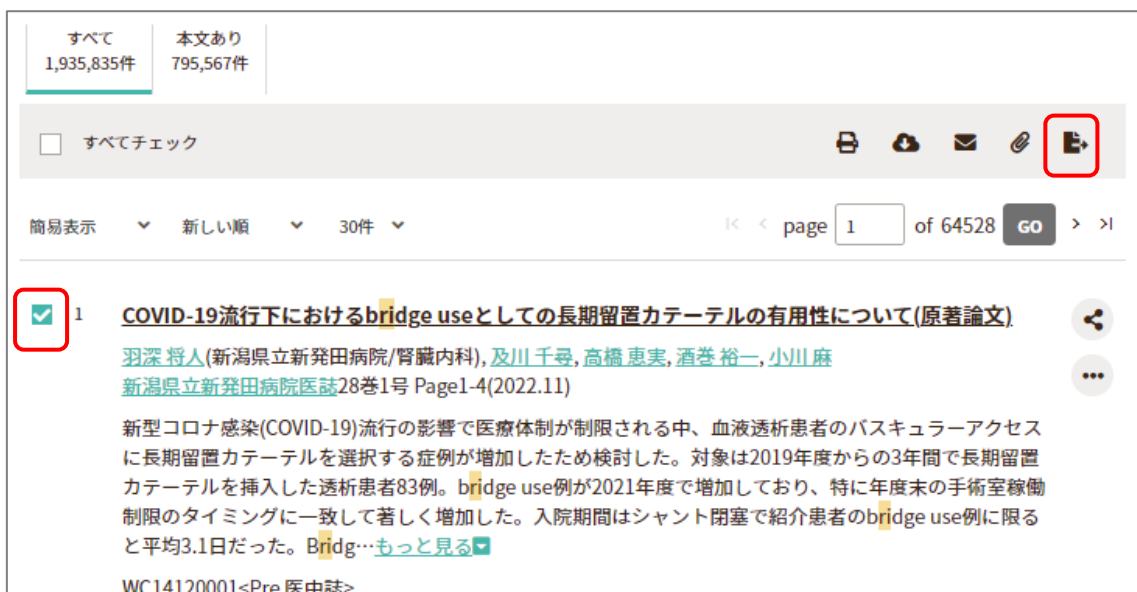 すべて 本文あり
1,935,835件 795,567件
すべてチェック
簡易表示 新しい順 30件 page 1 of 64528 GO
1 COVID-19流行下におけるbridge useとしての長期留置カテーテルの有用性について(原著論文)
羽深 将人(新潟県立新発田病院/腎臓内科), 及川 千尋, 高橋 恵実, 酒巻 裕一, 小川 麻
新潟県立新発田病院医誌28巻1号 Page1-4(2022.11)
新型コロナ感染(COVID-19)流行の影響で医療体制が制限される中、血液透析患者のバスキュラーアクセス
に長期留置カテーテルを選択する症例が増加したため検討した。対象は2019年度からの3年間で長期留置
カテーテルを挿入した透析患者83例。bridge use例が2021年度で増加しており、特に年度末の手術室稼働
制限のタイミングに一致して著しく増加した。入院期間はシャント閉塞で紹介患者のbridge use例に限る
と平均3.1日だった。Bridg…もっと見る
WC14120001<Pre 医中誌>